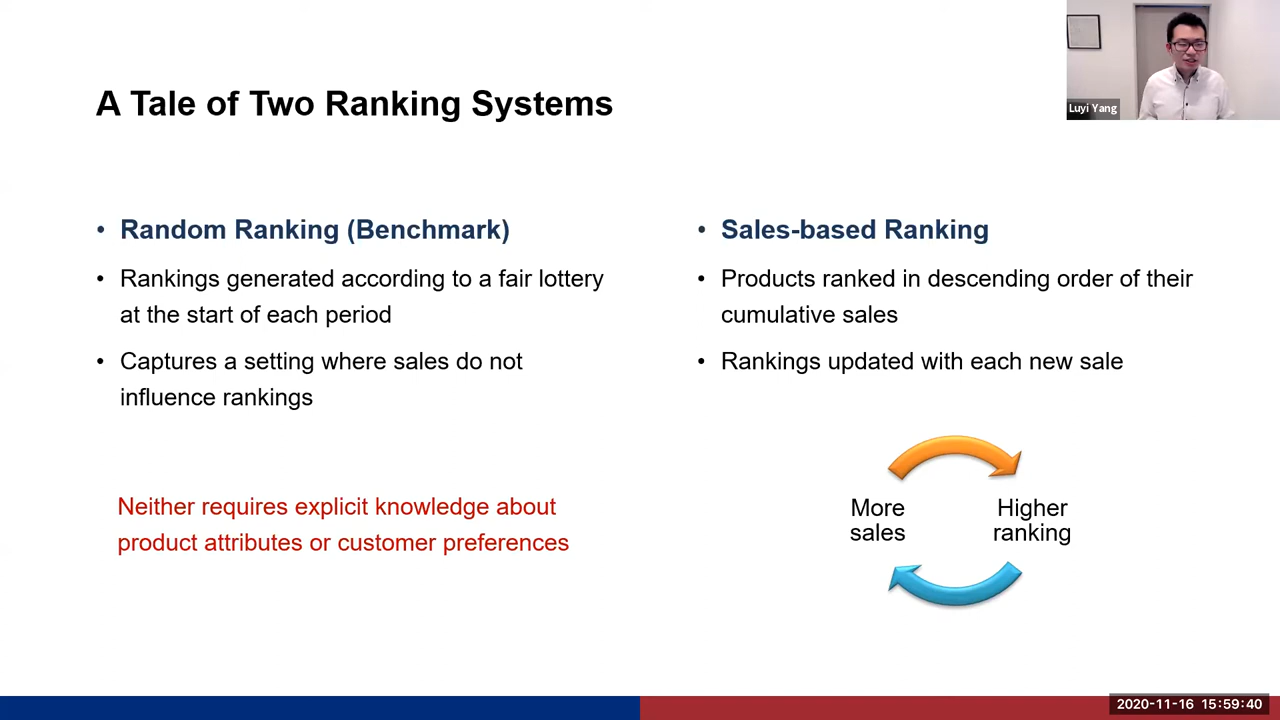 A Tale of Two Ranking Systems
Luyi Yang
• Random Ranking (Benchmark)
• Rankings generated according to a fair lottery
at the start of each period
• Captures a setting where sales do not
influence rankings
Neither requires explicit knowledge about
product attributes or customer preferences
• Sales-based Ranking
• Products ranked in descending order of their
cumulative sales
• Rankings updated with each new sale
More
sales
Higher
ranking
2020-11-16 15:59:40